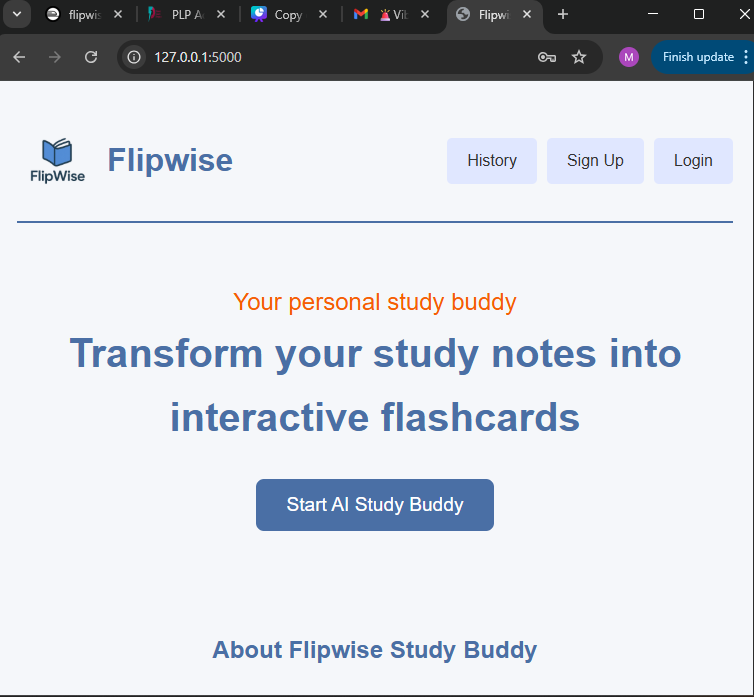 flipwis
PLP A
Copy
Vil
Flipwi
127.0.0.1:5000
M
Finish update
FlipWise
Flipwise
History
Sign Up
Login
Your personal study buddy
Transform your study notes into
interactive flashcards
Start AI Study Buddy
About Flipwise Study Buddy